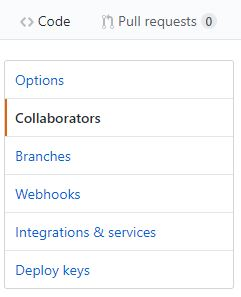 Code Pull requests 0
Options
Collaborators
Branches
Webhooks
Integrations & services
Deploy keys